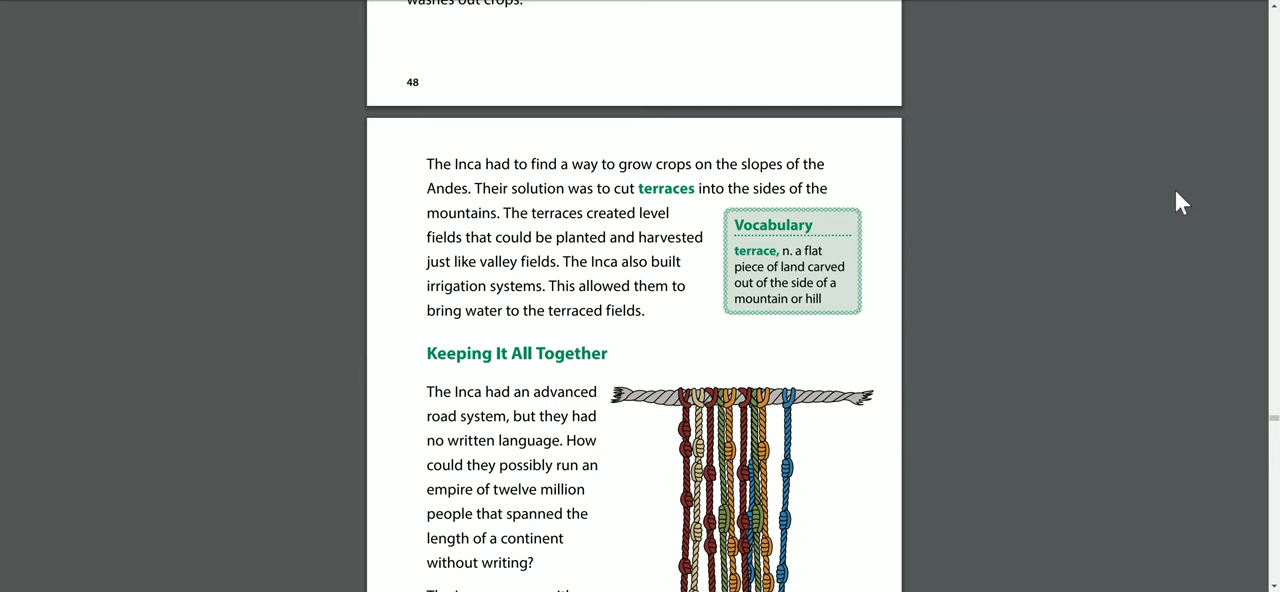 washes out crops.
48
The Inca had to find a way to grow crops on the slopes of the
Andes. Their solution was to cut terraces into the sides of the
mountains. The terraces created level
fields that could be planted and harvested
just like valley fields. The Inca also built
irrigation systems. This allowed them to
bring water to the terraced fields.
Vocabulary
terrace, n. a flat
piece of land carved
out of the side of a
mountain or hill
Keeping It All Together
The Inca had an advanced
road system, but they had
no written language. How
could they possibly run an
empire of twelve million
people that spanned the
length of a continent
without writing?